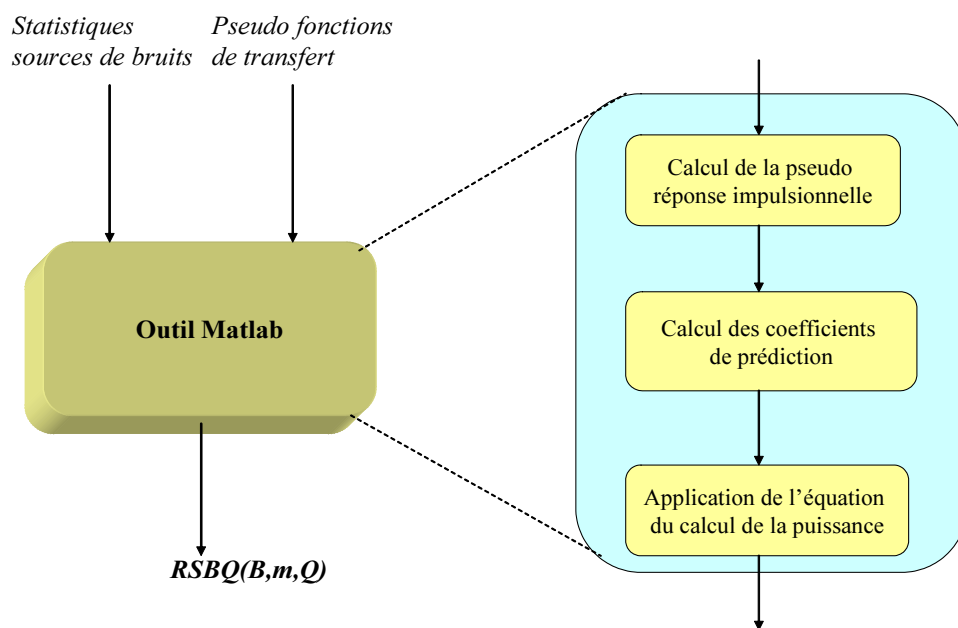 Statistiques
sources de bruits
Pseudo fonctions
de transfert
Outil Matlab
RSBQ(B,m,Q)
Calcul de la pseudo
réponse impulsionnelle
Calcul des coefficients
de prédiction
Application de l’équation
du calcul de la puissance